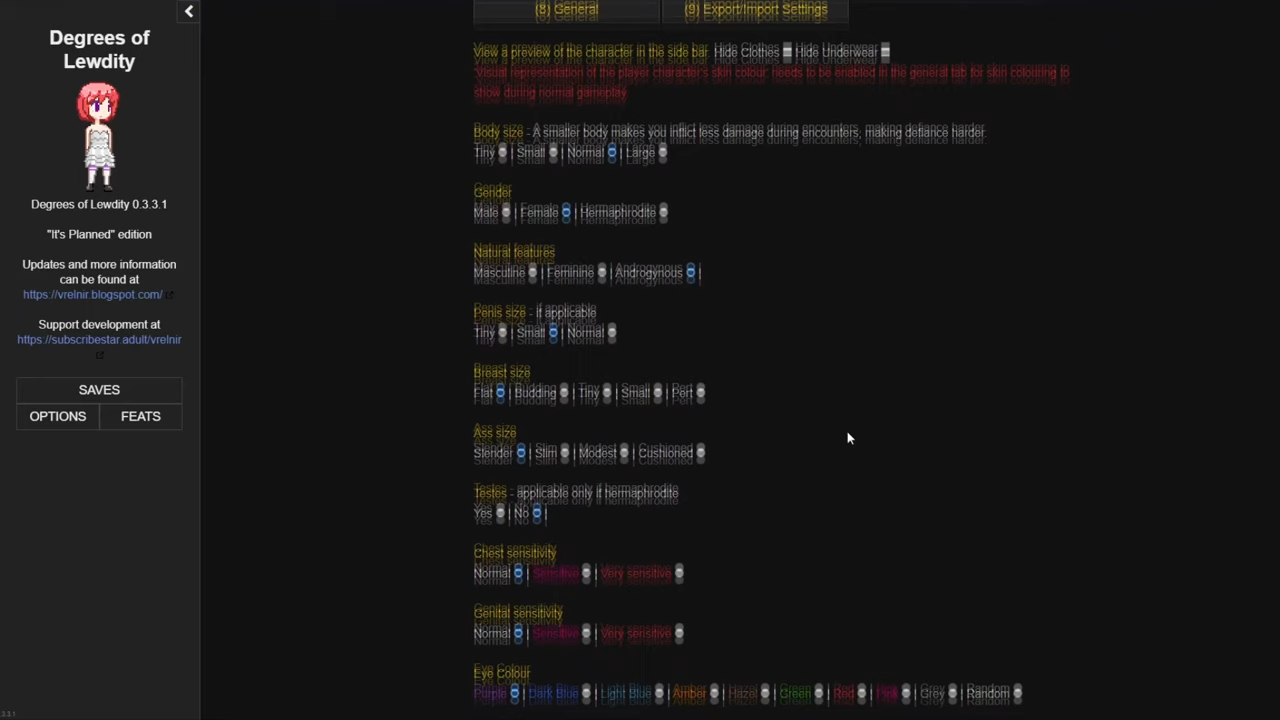 Degrees of
Lewdity
Degrees of Lewdity 0.3.3.1
"It's Planned" edition
Updates and more information
can be found at
https://vrelnir.blogspot.com/
Support development at
https://subscribestar.adult/vrelnir
SAVES
OPTIONS FEATS
3.3.1
(8) General (9) Export/Import Settings
View a preview of the character in the side bar. Hide Clothes Hide Underwear
'Visual representation of the player character's skin colour' needs to be enabled in the general tab for skin colouring to
show during normal gameplay
Body size - A smaller body makes you inflict less damage during encounters, making defiance harder.
Tiny | Small | Normal | Large
Gender
Male | Female | Hermaphrodite
Natural features
Masculine | Feminine | Androgynous |
Penis size - if applicable
Tiny | Small | Normal
Breast size
Flat | Budding | Tiny | Small | Pert
Ass size
Slender | Slim | Modest | Cushioned
Testes - applicable only if hermaphrodite
Yes | No |
Chest sensitivity
Normal | Sensitive | Very sensitive
Genital sensitivity
Normal | Sensitive | Very sensitive
Eye Colour
Purple | Dark Blue | Light Blue | Amber | Hazel | Green | Red | Pink | Grey | Random